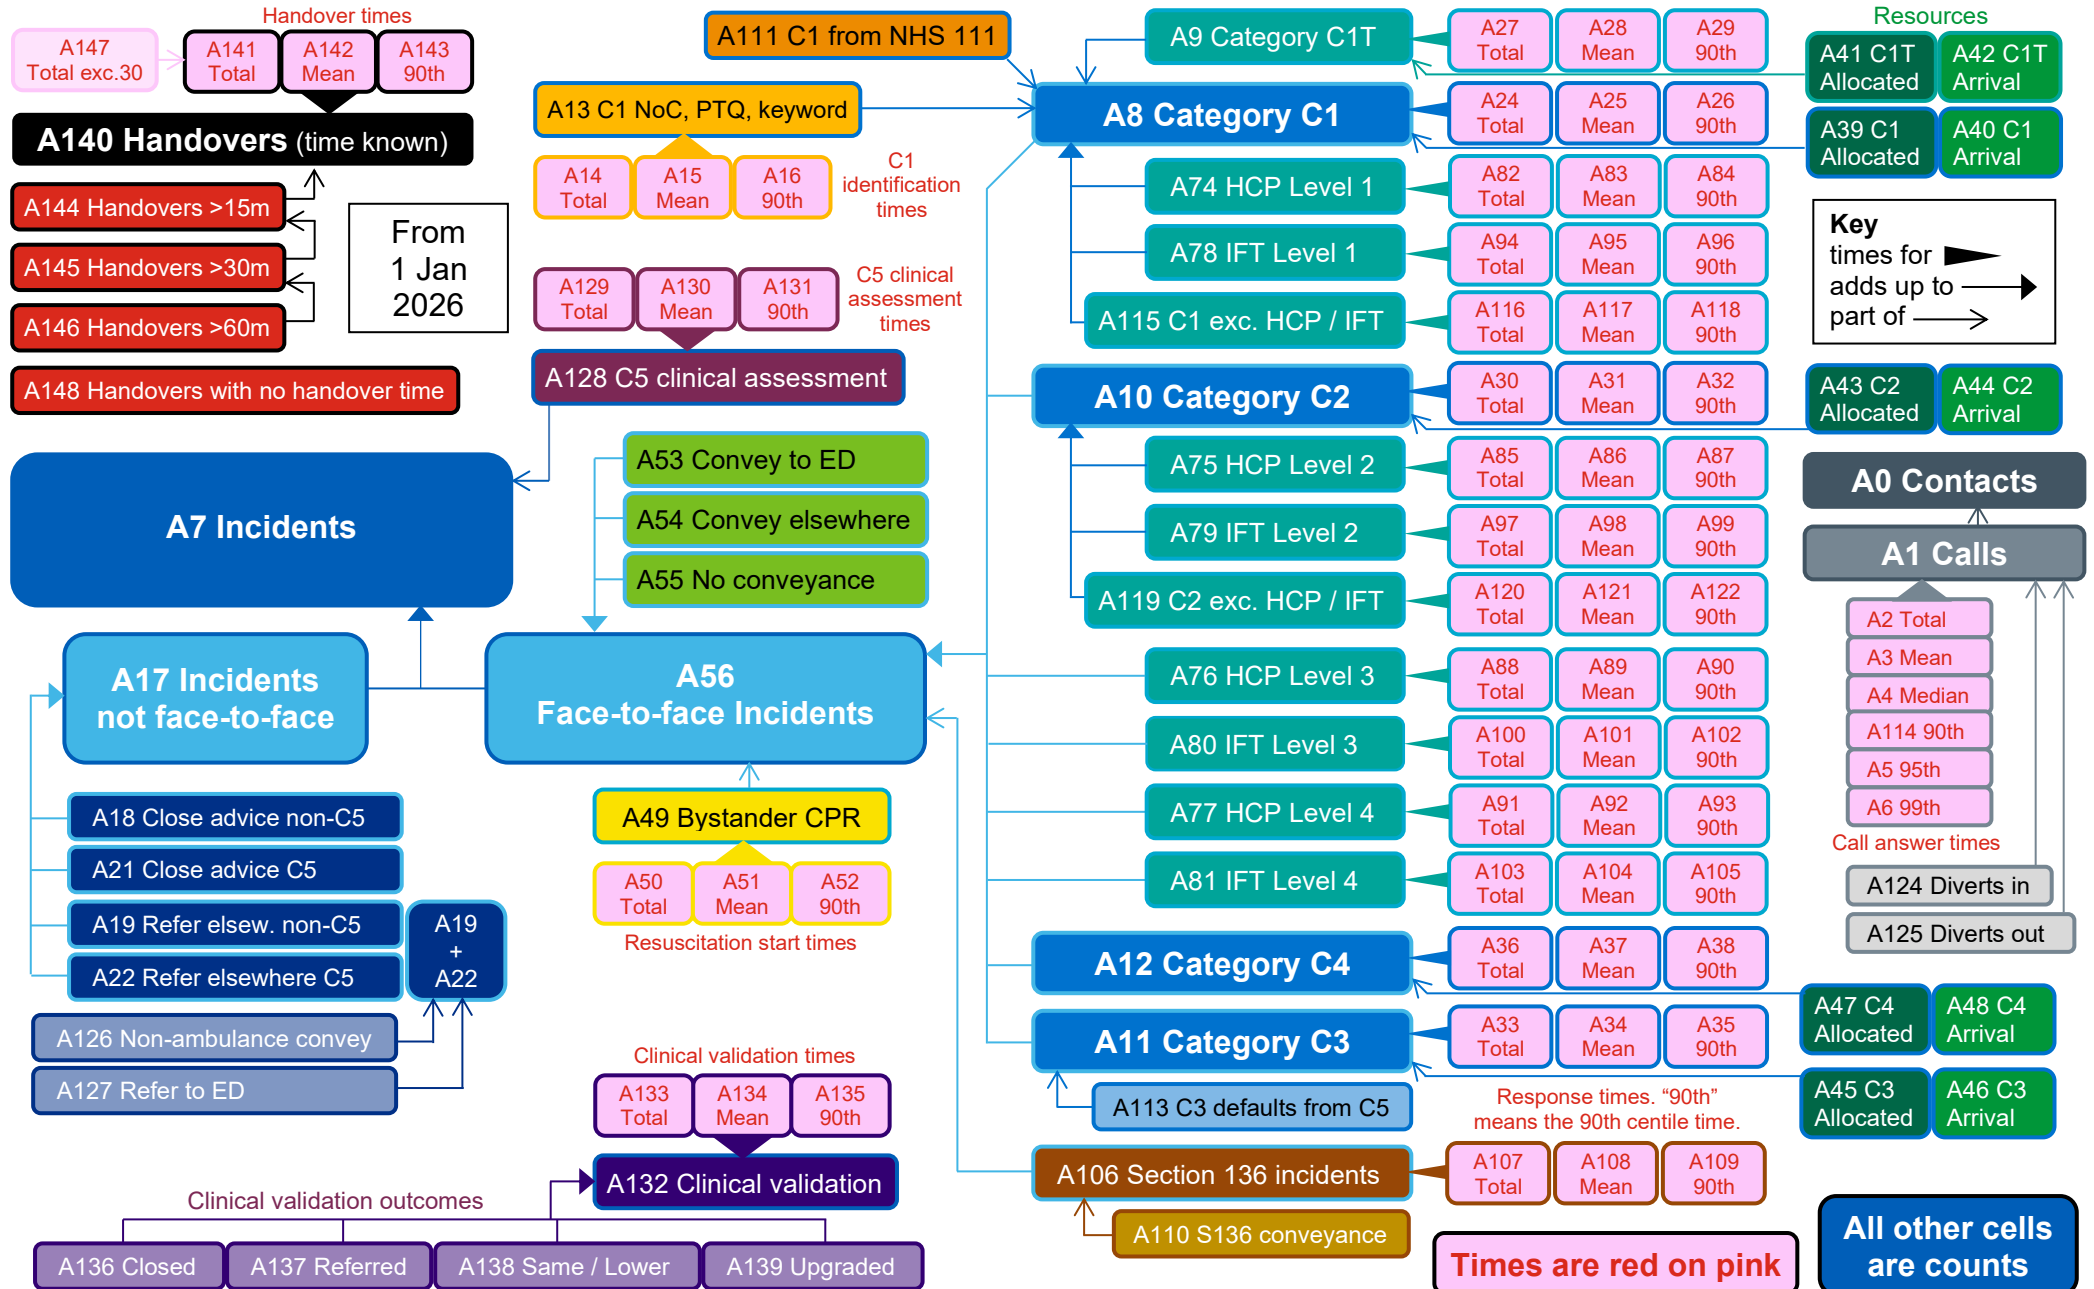 Handover times
A147
Total exc.30
A141
Total
A142
Mean
A143
90th
A140 Handovers (time known)
A144 Handovers >15m
A145 Handovers >30m
A146 Handovers >60m
A148 Handovers with no handover time
From
1 Jan
2026
A111 C1 from NHS 111
A13 C1 NoC, PTQ, keyword
A14
Total
A15
Mean
A16
90th
C1
identification
times
A129
Total
A130
Mean
A131
90th
C5 clinical
assessment
times
A128 C5 clinical assessment
A7 Incidents
A53 Convey to ED
A54 Convey elsewhere
A55 No conveyance
A17 Incidents
not face-to-face
A56
Face-to-face Incidents
A18 Close advice non-C5
A21 Close advice C5
A19 Refer elsew. non-C5
A22 Refer elsewhere C5
A19
+
A22
A126 Non-ambulance convey
A127 Refer to ED
A49 Bystander CPR
A50
Total
A51
Mean
A52
90th
Resuscitation start times
Clinical validation times
A133
Total
A134
Mean
A135
90th
A132 Clinical validation
Clinical validation outcomes
A136 Closed
A137 Referred
A138 Same / Lower
A139 Upgraded
A9 Category C1T
A27
Total
A28
Mean
A29
90th
A8 Category C1
A24
Total
A25
Mean
A26
90th
A74 HCP Level 1
A82
Total
A83
Mean
A84
90th
A78 IFT Level 1
A94
Total
A95
Mean
A96
90th
A115 C1 exc. HCP / IFT
A116
Total
A117
Mean
A118
90th
A10 Category C2
A30
Total
A31
Mean
A32
90th
A75 HCP Level 2
A85
Total
A86
Mean
A87
90th
A79 IFT Level 2
A97
Total
A98
Mean
A99
90th
A119 C2 exc. HCP / IFT
A120
Total
A121
Mean
A122
90th
A76 HCP Level 3
A88
Total
A89
Mean
A90
90th
A80 IFT Level 3
A100
Total
A101
Mean
A102
90th
A77 HCP Level 4
A91
Total
A92
Mean
A93
90th
A81 IFT Level 4
A103
Total
A104
Mean
A105
90th
A12 Category C4
A36
Total
A37
Mean
A38
90th
A11 Category C3
A33
Total
A34
Mean
A35
90th
A113 C3 defaults from C5
Response times. “90th”
means the 90th centile time.
A106 Section 136 incidents
A107
Total
A108
Mean
A109
90th
A110 S136 conveyance
Resources
A41 C1T
Allocated
A42 C1T
Arrival
A39 C1
Allocated
A40 C1
Arrival
Key
times for
adds up to
part of
A43 C2
Allocated
A44 C2
Arrival
A0 Contacts
A1 Calls
A2 Total
A3 Mean
A4 Median
A114 90th
A5 95th
A6 99th
Call answer times
A124 Diverts in
A125 Diverts out
A47 C4
Allocated
A48 C4
Arrival
A45 C3
Allocated
A46 C3
Arrival
Times are red on pink
All other cells
are counts